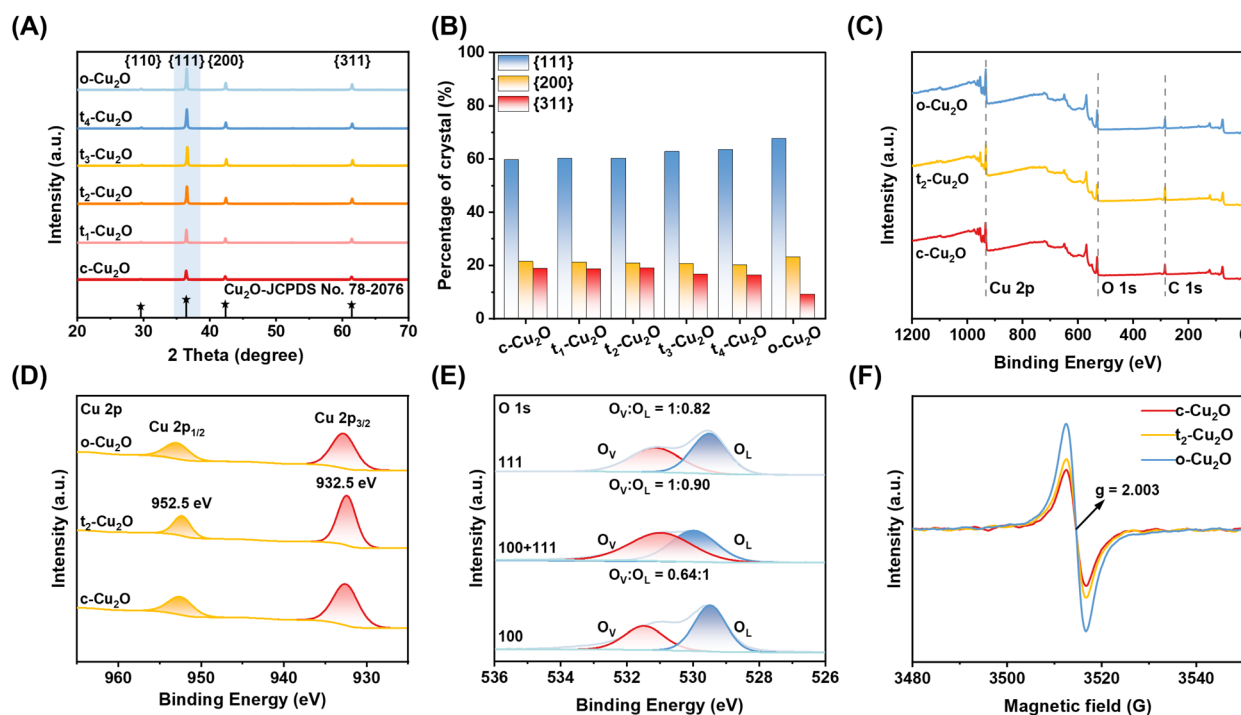 (A)
{110} {111} {200} {311}
o-Cu₂O
t₄-Cu₂O
t₃-Cu₂O
t₂-Cu₂O
t₁-Cu₂O
c-Cu₂O
Cu₂O-JCPDS No. 78-2076
Intensity (a.u.)
20 30 40 50 60 70
2 Theta (degree)
(B)
{111}
{200}
{311}
Percentage of crystal (%)
100
80
60
40
20
0
c-Cu₂O t₁-Cu₂O t₂-Cu₂O t₃-Cu₂O t₄-Cu₂O o-Cu₂O
(C)
o-Cu₂O
t₂-Cu₂O
c-Cu₂O
Cu 2p O 1s C 1s
Intensity (a.u.)
1200 1000 800 600 400 200
Binding Energy (eV)
(D)
Cu 2p
Cu 2p₁/₂ Cu 2p₃/₂
o-Cu₂O
952.5 eV 932.5 eV
t₂-Cu₂O
c-Cu₂O
Intensity (a.u.)
960 950 940 930
Binding Energy (eV)
(E)
O 1s
Oᵥ:O_L = 1:0.82
Oᵥ O_L
111
Oᵥ:O_L = 1:0.90
Oᵥ O_L
100+111
Oᵥ:O_L = 0.64:1
Oᵥ O_L
100
Intensity (a.u.)
536 534 532 530 528 526
Binding Energy (eV)
(F)
c-Cu₂O
t₂-Cu₂O
o-Cu₂O
g = 2.003
Intensity (a.u.)
3480 3500 3520 3540
Magnetic field (G)